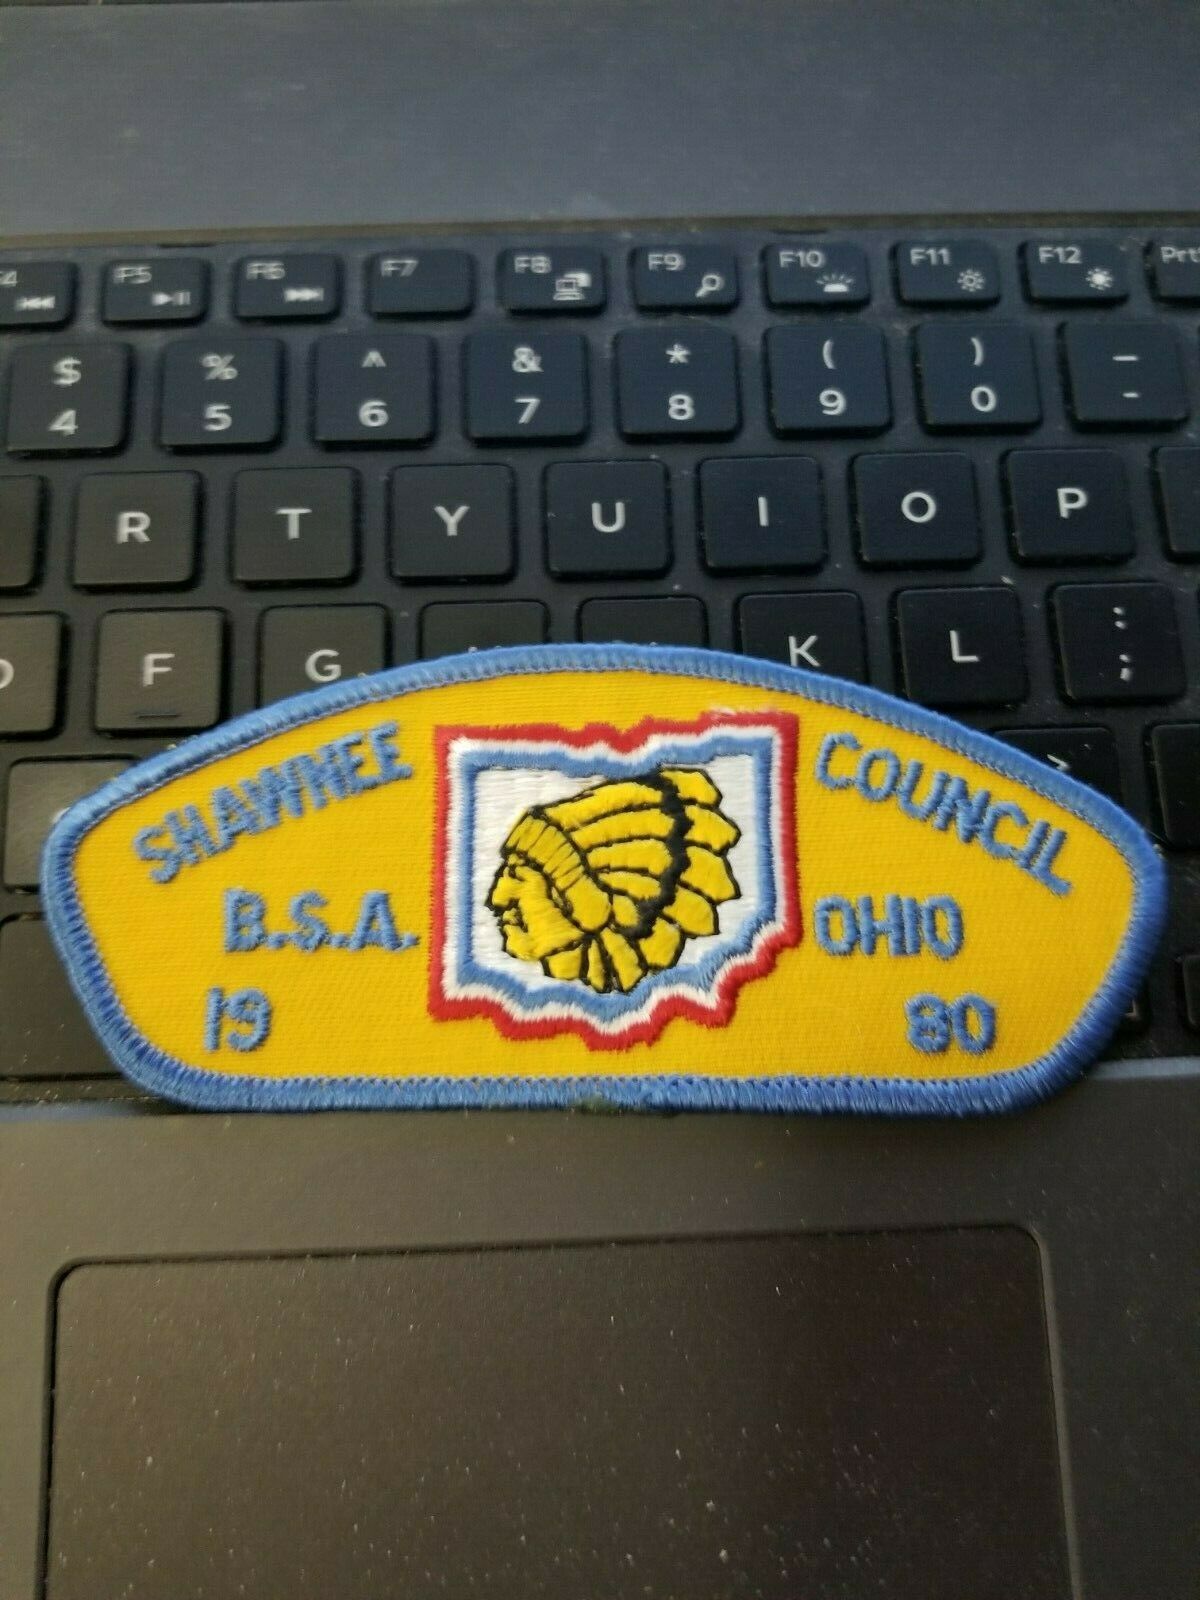 F4 F5 F6 F7 F8 F9 F10 F11 F12 Prt
$ % ^ & * ( ) _
4 5 6 7 8 9 0 -
R T Y U I O P
D F G K L : ;
>
SHAWNEE COUNCIL
B.S.A. OHIO
19 80